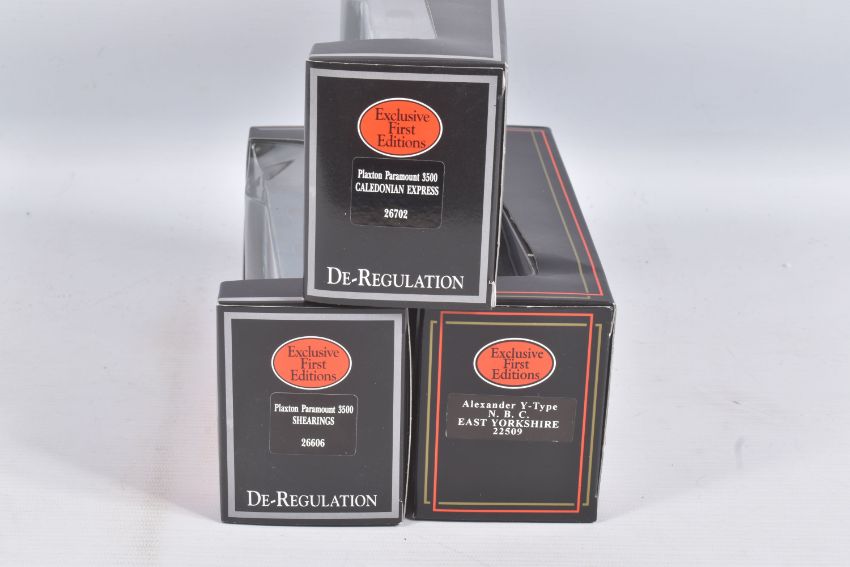 Exclusive
First
Editions
Plaxton Paramount 3500
CALEDONIAN EXPRESS
26702
DE-REGULATION
Exclusive
First
Editions
Plaxton Paramount 3500
SHEARINGS
26606
DE-REGULATION
Exclusive
First
Editions
Alexander Y-Type
N. B. C.
EAST YORKSHIRE
22509